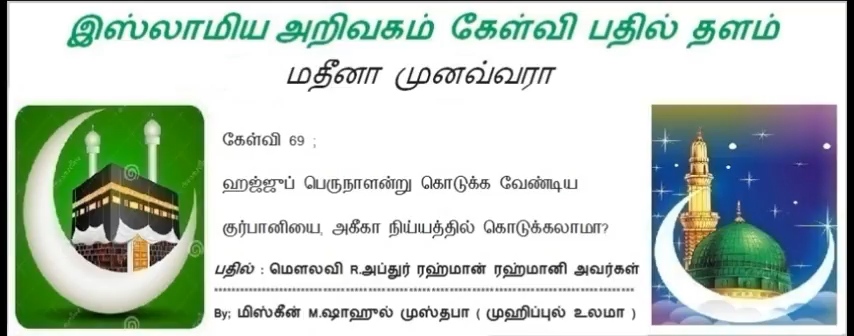 இஸ்லாமிய அறிவகம் கேள்வி பதில் தளம்
மதீனா முனவ்வரா
கேள்வி 69 ;
ஹஜ்ஜுப் பெருநாளன்று கொடுக்க வேண்டிய
குர்பானியை, அகீகா நிய்யத்தில் கொடுக்கலாமா?
பதில் : மௌலவி R.அப்துர் ரஹ்மான் ரஹ்மானி அவர்கள்
By; மிஸ்கீன் M.ஷாஹுல் முஸ்தபா ( முஹிப்புல் உலமா )